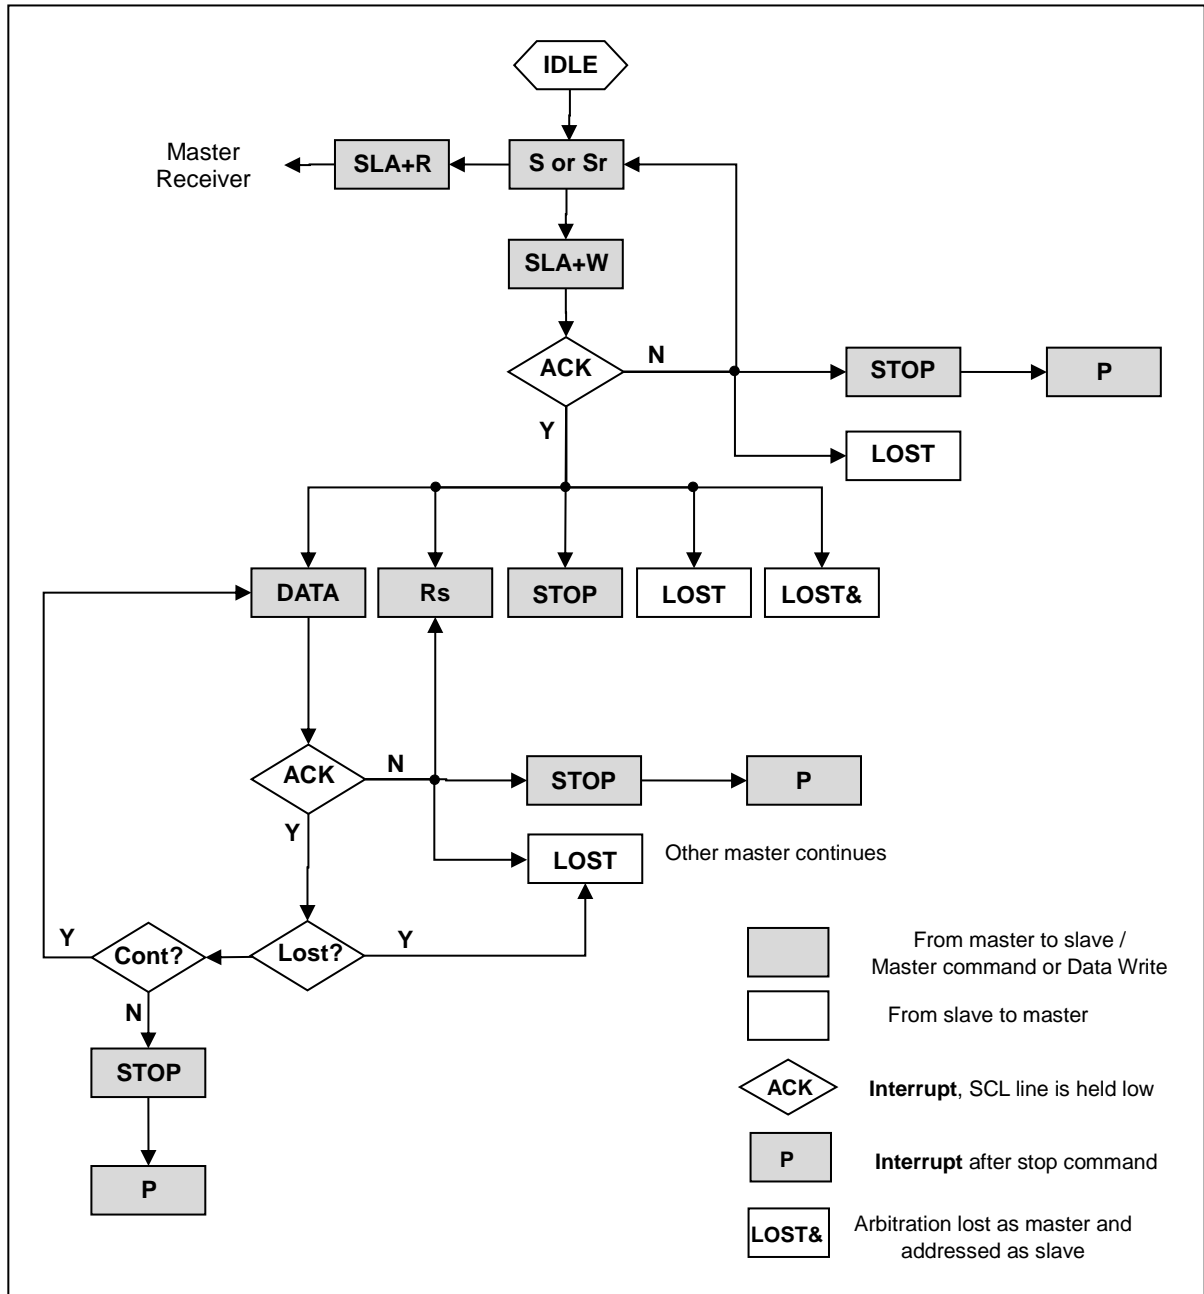 IDLE
Master
Receiver
SLA+R
S or Sr
SLA+W
ACK
N
STOP
P
Y
LOST
DATA
Rs
STOP
LOST
LOST&
ACK
N
STOP
P
Y
LOST
Other master continues
Y
Cont?
Lost?
Y
N
STOP
P
From master to slave /
Master command or Data Write
From slave to master
ACK
Interrupt, SCL line is held low
P
Interrupt after stop command
LOST&
Arbitration lost as master and
addressed as slave